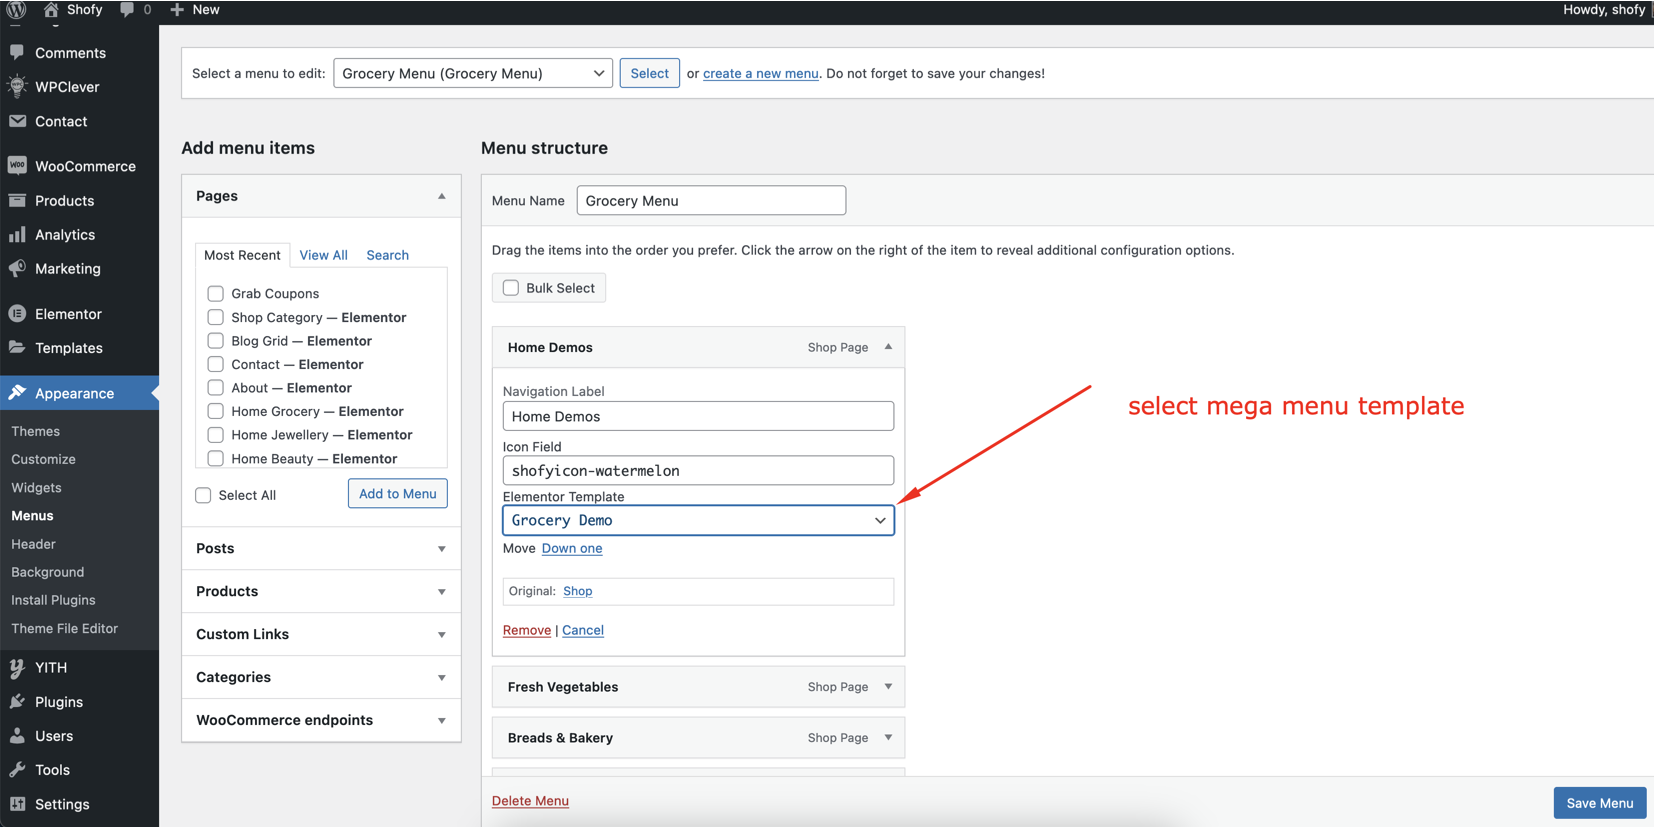 Shofy
0
New
Howdy, shofy
Comments
WPClever
Contact
WooCommerce
Products
Analytics
Marketing
Elementor
Templates
Appearance
Themes
Customize
Widgets
Menus
Header
Background
Install Plugins
Theme File Editor
YITH
Plugins
Users
Tools
Settings
Select a menu to edit: Grocery Menu (Grocery Menu) Select or create a new menu. Do not forget to save your changes!
Add menu items
Pages
Most Recent View All Search
Grab Coupons
Shop Category — Elementor
Blog Grid — Elementor
Contact — Elementor
About — Elementor
Home Grocery — Elementor
Home Jewellery — Elementor
Home Beauty — Elementor
Select All Add to Menu
Posts
Products
Custom Links
Categories
WooCommerce endpoints
Menu structure
Menu Name Grocery Menu
Drag the items into the order you prefer. Click the arrow on the right of the item to reveal additional configuration options.
Bulk Select
Home Demos Shop Page
Navigation Label
Home Demos
Icon Field
shofyicon-watermelon
Elementor Template
Grocery Demo
Move Down one
Original: Shop
Remove | Cancel
Fresh Vegetables Shop Page
Breads & Bakery Shop Page
select mega menu template
Delete Menu
Save Menu